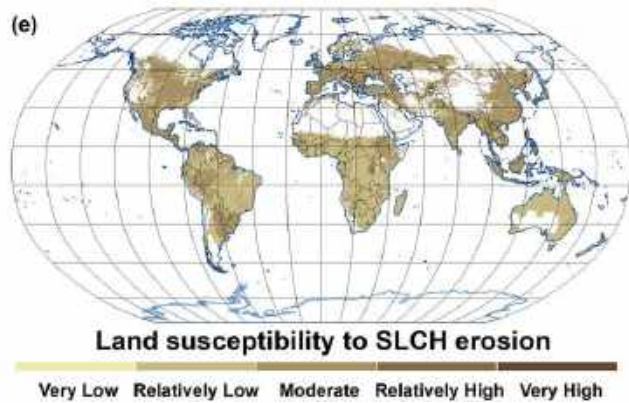 (e)
Land susceptibility to SLCH erosion
Very Low Relatively Low Moderate Relatively High Very High